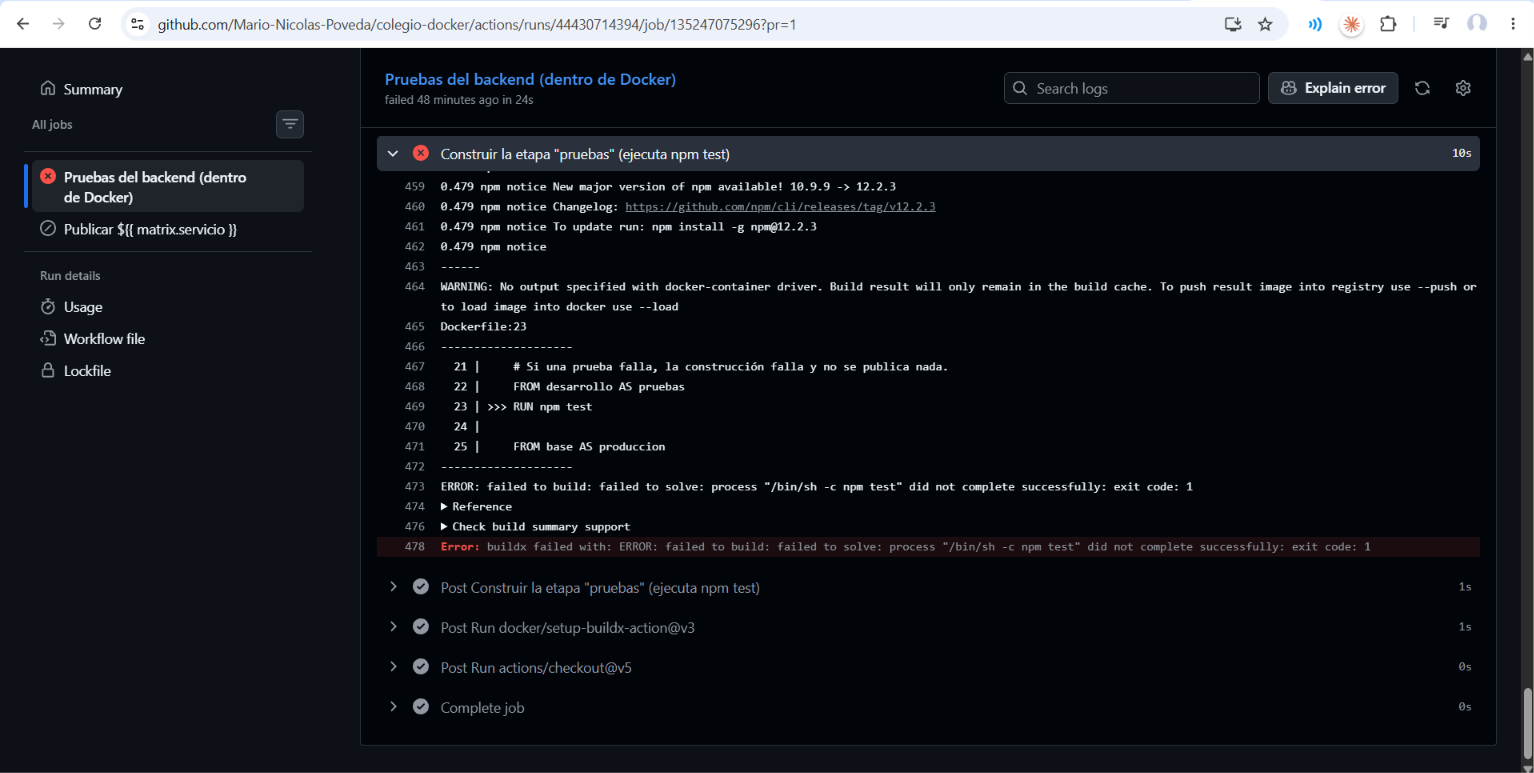 github.com/Mario-Nicolas-Poveda/colegio-docker/actions/runs/44430714394/job/135247075296?pr=1
Summary
All jobs
Pruebas del backend (dentro
de Docker)
Publicar ${{ matrix.servicio }}
Run details
Usage
Workflow file
Lockfile
Pruebas del backend (dentro de Docker)
failed 48 minutes ago in 24s
Search logs
Explain error
Construir la etapa "pruebas" (ejecuta npm test) 10s
459 0.479 npm notice New major version of npm available! 10.9.9 -> 12.2.3
460 0.479 npm notice Changelog: https://github.com/npm/cli/releases/tag/v12.2.3
461 0.479 npm notice To update run: npm install -g npm@12.2.3
462 0.479 npm notice
463 ------
464 WARNING: No output specified with docker-container driver. Build result will only remain in the build cache. To push result image into registry use --push or
to load image into docker use --load
465 Dockerfile:23
466 --------------------
467 21 | # Si una prueba falla, la construcción falla y no se publica nada.
468 22 | FROM desarrollo AS pruebas
469 23 | >>> RUN npm test
470 24 |
471 25 | FROM base AS produccion
472 --------------------
473 ERROR: failed to build: failed to solve: process "/bin/sh -c npm test" did not complete successfully: exit code: 1
474 Reference
476 Check build summary support
478 Error: buildx failed with: ERROR: failed to build: failed to solve: process "/bin/sh -c npm test" did not complete successfully: exit code: 1
Post Construir la etapa "pruebas" (ejecuta npm test) 1s
Post Run docker/setup-buildx-action@v3 1s
Post Run actions/checkout@v5 0s
Complete job 0s